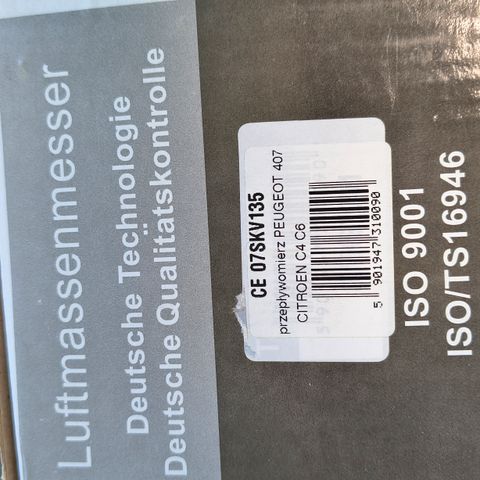 Luftmassenmesser
Deutsche Technologie
Deutsche Qualitätskontrolle
CE 07SKV135
przepływomierz PEUGEOT 407
CITROEN C4 C6
5 901947 310090
ISO 9001
ISO/TS16946